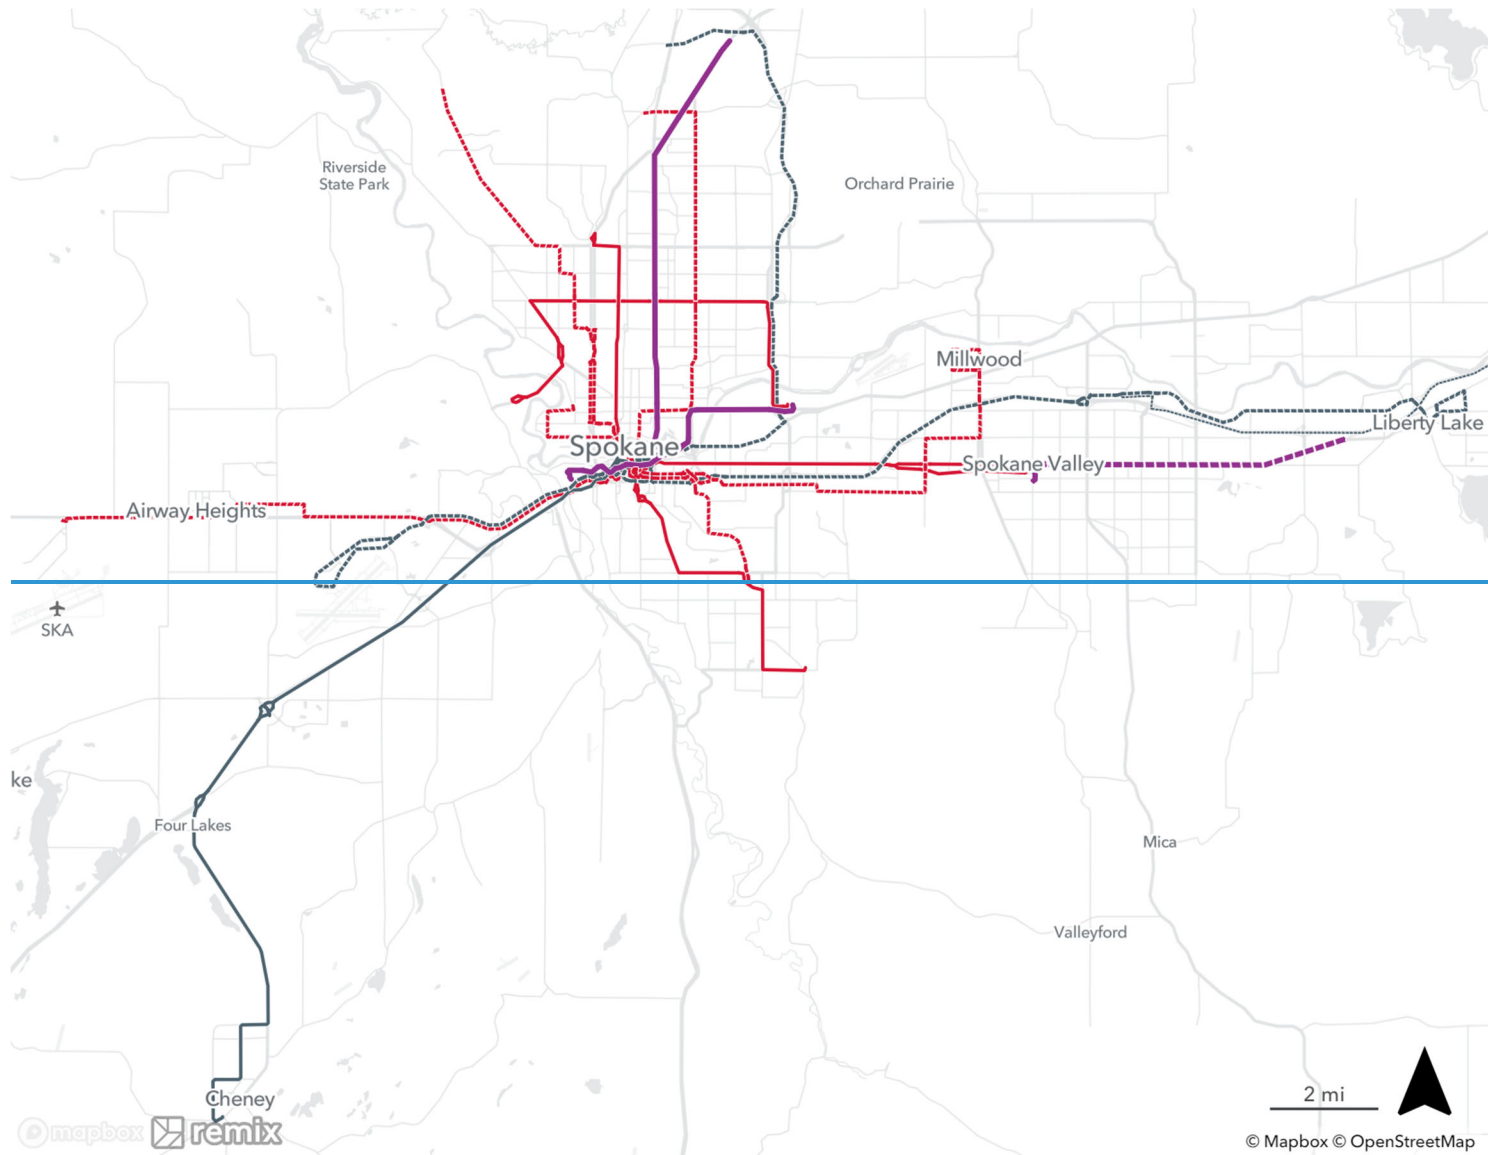 Riverside
State Park
Orchard Prairie
Millwood
Liberty Lake
Spokane
Spokane Valley
Airway Heights
SKA
ke
Four Lakes
Mica
Valleyford
Cheney
2 mi
mapbox
remix
© Mapbox © OpenStreetMap